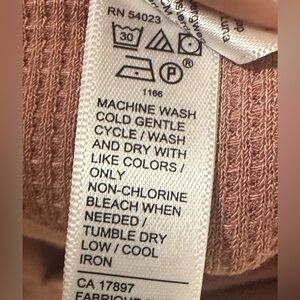 RN 54023
30
P
1166
MACHINE WASH
COLD GENTLE
CYCLE / WASH
AND DRY WITH
LIKE COLORS /
ONLY
NON-CHLORINE
BLEACH WHEN
NEEDED /
TUMBLE DRY
LOW / COOL
IRON
CA 17897